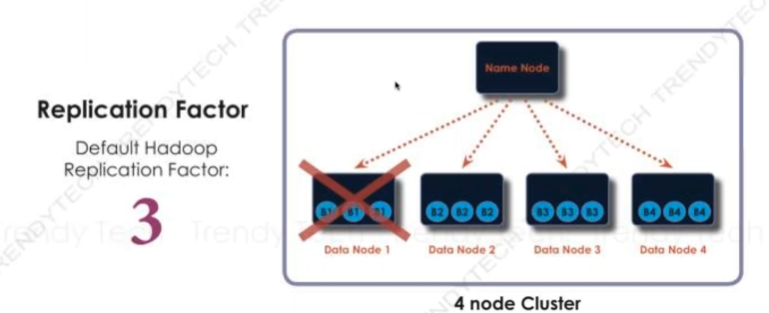 Replication Factor
Default Hadoop
Replication Factor:
3
Name Node
B1 B1 B1
B2 B2 B2
B3 B3 B3
B4 B4 B4
Data Node 1
Data Node 2
Data Node 3
Data Node 4
4 node Cluster
TRENDYTECH